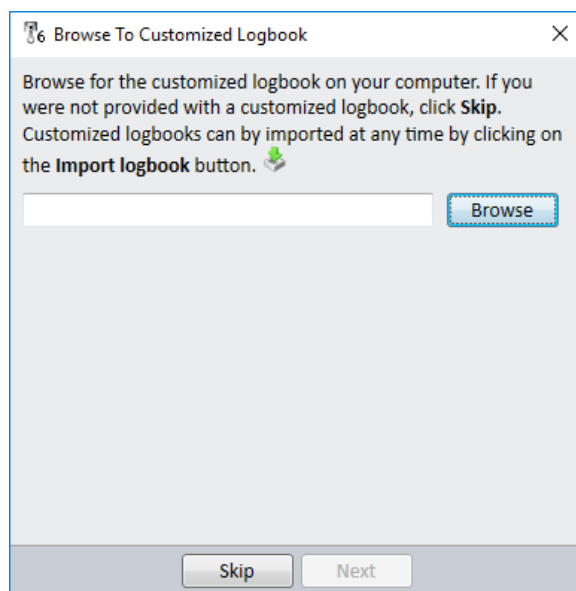 6 Browse To Customized Logbook
Browse for the customized logbook on your computer. If you
were not provided with a customized logbook, click Skip.
Customized logbooks can by imported at any time by clicking on
the Import logbook button.
Browse
Skip Next